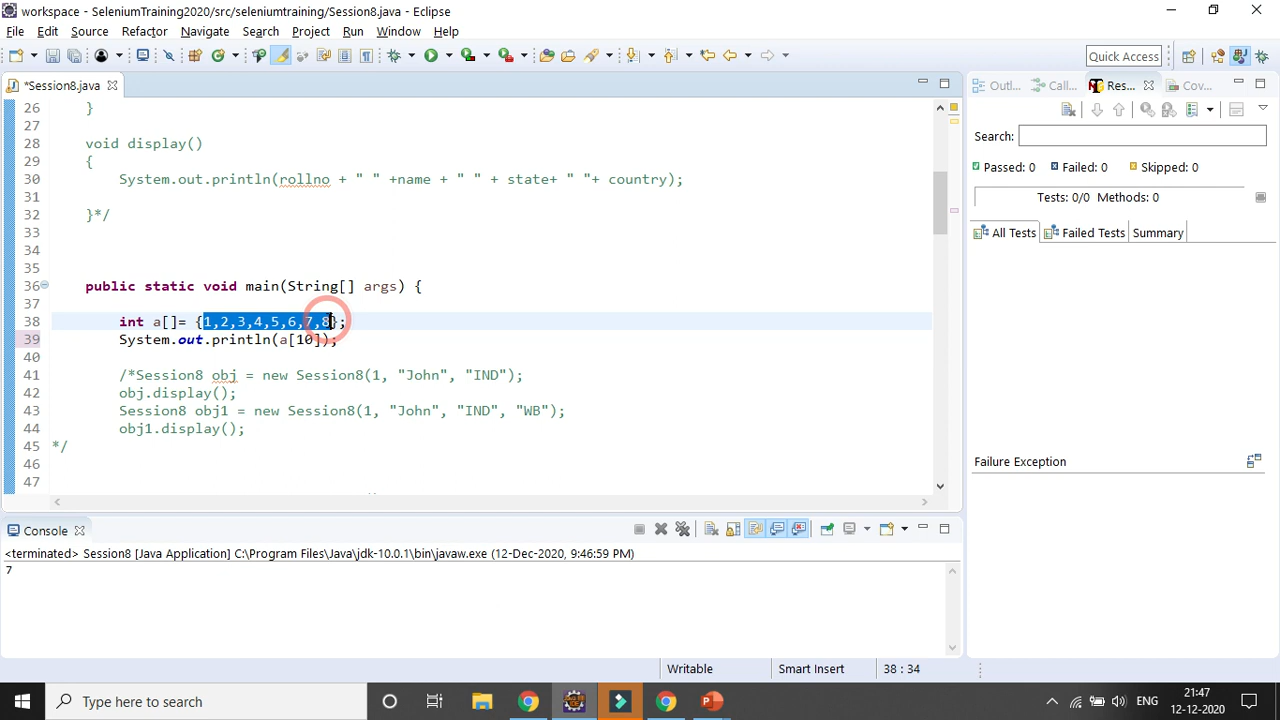 workspace - SeleniumTraining2020/src/seleniumtraining/Session8.java - Eclipse
File Edit Source Refactor Navigate Search Project Run Window Help
Quick Access
*Session8.java
Outl... Call... Res... Cov...
26 }
27
28 void display()
29 {
30 System.out.println(rollno + " " +name + " " + state+ " "+ country);
31
32 }*/
33
34
35
36 public static void main(String[] args) {
37
38 int a[]= {1,2,3,4,5,6,7,8};
39 System.out.println(a[10]);
40
41 /*Session8 obj = new Session8(1, "John", "IND");
42 obj.display();
43 Session8 obj1 = new Session8(1, "John", "IND", "WB");
44 obj1.display();
45 */
46
47
Search:
Passed: 0 Failed: 0 Skipped: 0
Tests: 0/0 Methods: 0
All Tests Failed Tests Summary
Failure Exception
Console
<terminated> Session8 [Java Application] C:\Program Files\Java\jdk-10.0.1\bin\javaw.exe (12-Dec-2020, 9:46:59 PM)
7
Writable Smart Insert 38 : 34
Type here to search
ENG
21:47
12-12-2020